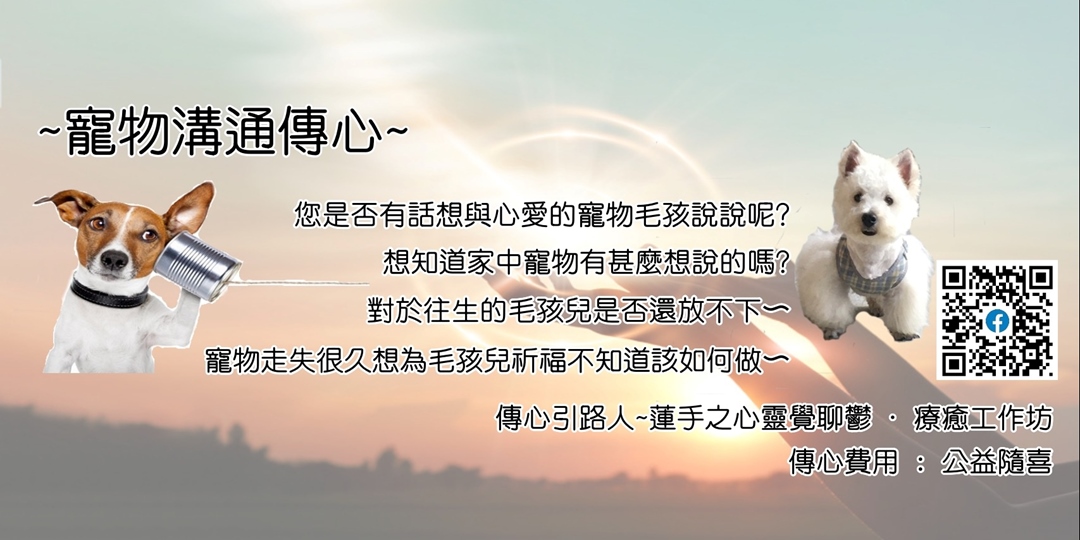 ~寵物溝通傳心~
您是否有話想與心愛的寵物毛孩說說呢?
想知道家中寵物有甚麼想說的嗎?
對於往生的毛孩兒是否還放不下~
寵物走失很久想為毛孩兒祈福不知道該如何做~
傳心引路人~蓮手之心靈覺聊鬱 · 療癒工作坊
傳心費用 : 公益隨喜